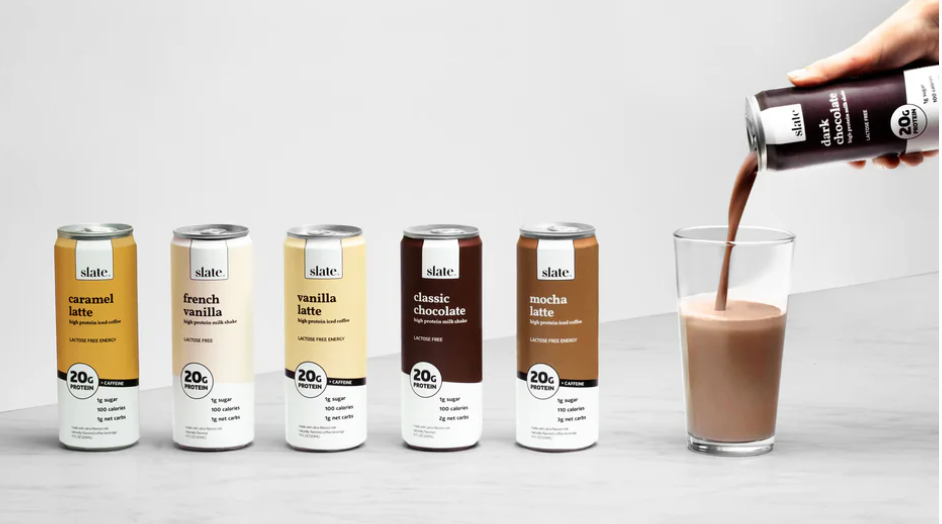 slate.
caramel
latte
high protein iced coffee
LACTOSE FREE ENERGY
20G
PROTEIN
+ CAFFEINE
1g sugar
100 calories
1g net carbs
slate.
french
vanilla
high protein milk shake
LACTOSE FREE
20G
PROTEIN
1g sugar
100 calories
1g net carbs
slate.
vanilla
latte
high protein iced coffee
LACTOSE FREE ENERGY
20G
PROTEIN
+ CAFFEINE
1g sugar
100 calories
1g net carbs
slate.
classic
chocolate
high protein milk shake
LACTOSE FREE
20G
PROTEIN
1g sugar
100 calories
2g net carbs
slate.
mocha
latte
high protein iced coffee
LACTOSE FREE ENERGY
20G
PROTEIN
+ CAFFEINE
1g sugar
110 calories
slate.
dark
chocolate
high protein milk shake
LACTOSE FREE
20G
PROTEIN
1g sugar
100 calories